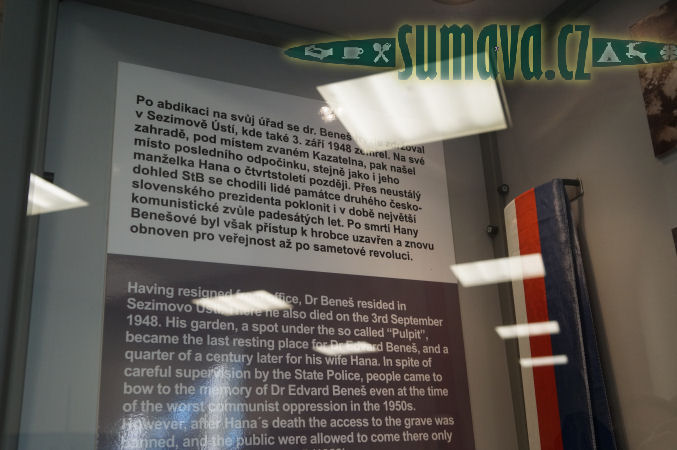 sumava.cz
Po abdikaci na svůj úřad se dr. Beneš
v Sezimově Ústí, kde také 3. září 1948 zemřel. Na své
zahradě, pod místem zvaném Kazatelna, pak našel
místo posledního odpočinku, stejně jako i jeho
manželka Hana o čtvrtstoletí později. Přes neustálý
dohled StB se chodili lidé památce druhého česko-
slovenského prezidenta poklonit i v době největší
komunistické zvůle padesátých let. Po smrti Hany
Benešové byl však přístup k hrobce uzavřen a znovu
obnoven pro veřejnost až po sametové revoluci.
Having resigned office, Dr Beneš resided in
Sezimovo Ústí, where he also died on the 3rd September
1948. His garden, a spot under the so called "Pulpit",
became the last resting place for Dr Edvard Beneš, and a
quarter of a century later for his wife Hana. In spite of
careful supervision by the State Police, people came to
bow to the memory of Dr Edvard Beneš even at the time
of the worst communist oppression in the 1950s.
However, after Hana´s death the access to the grave was
banned, and the public were allowed to come there only